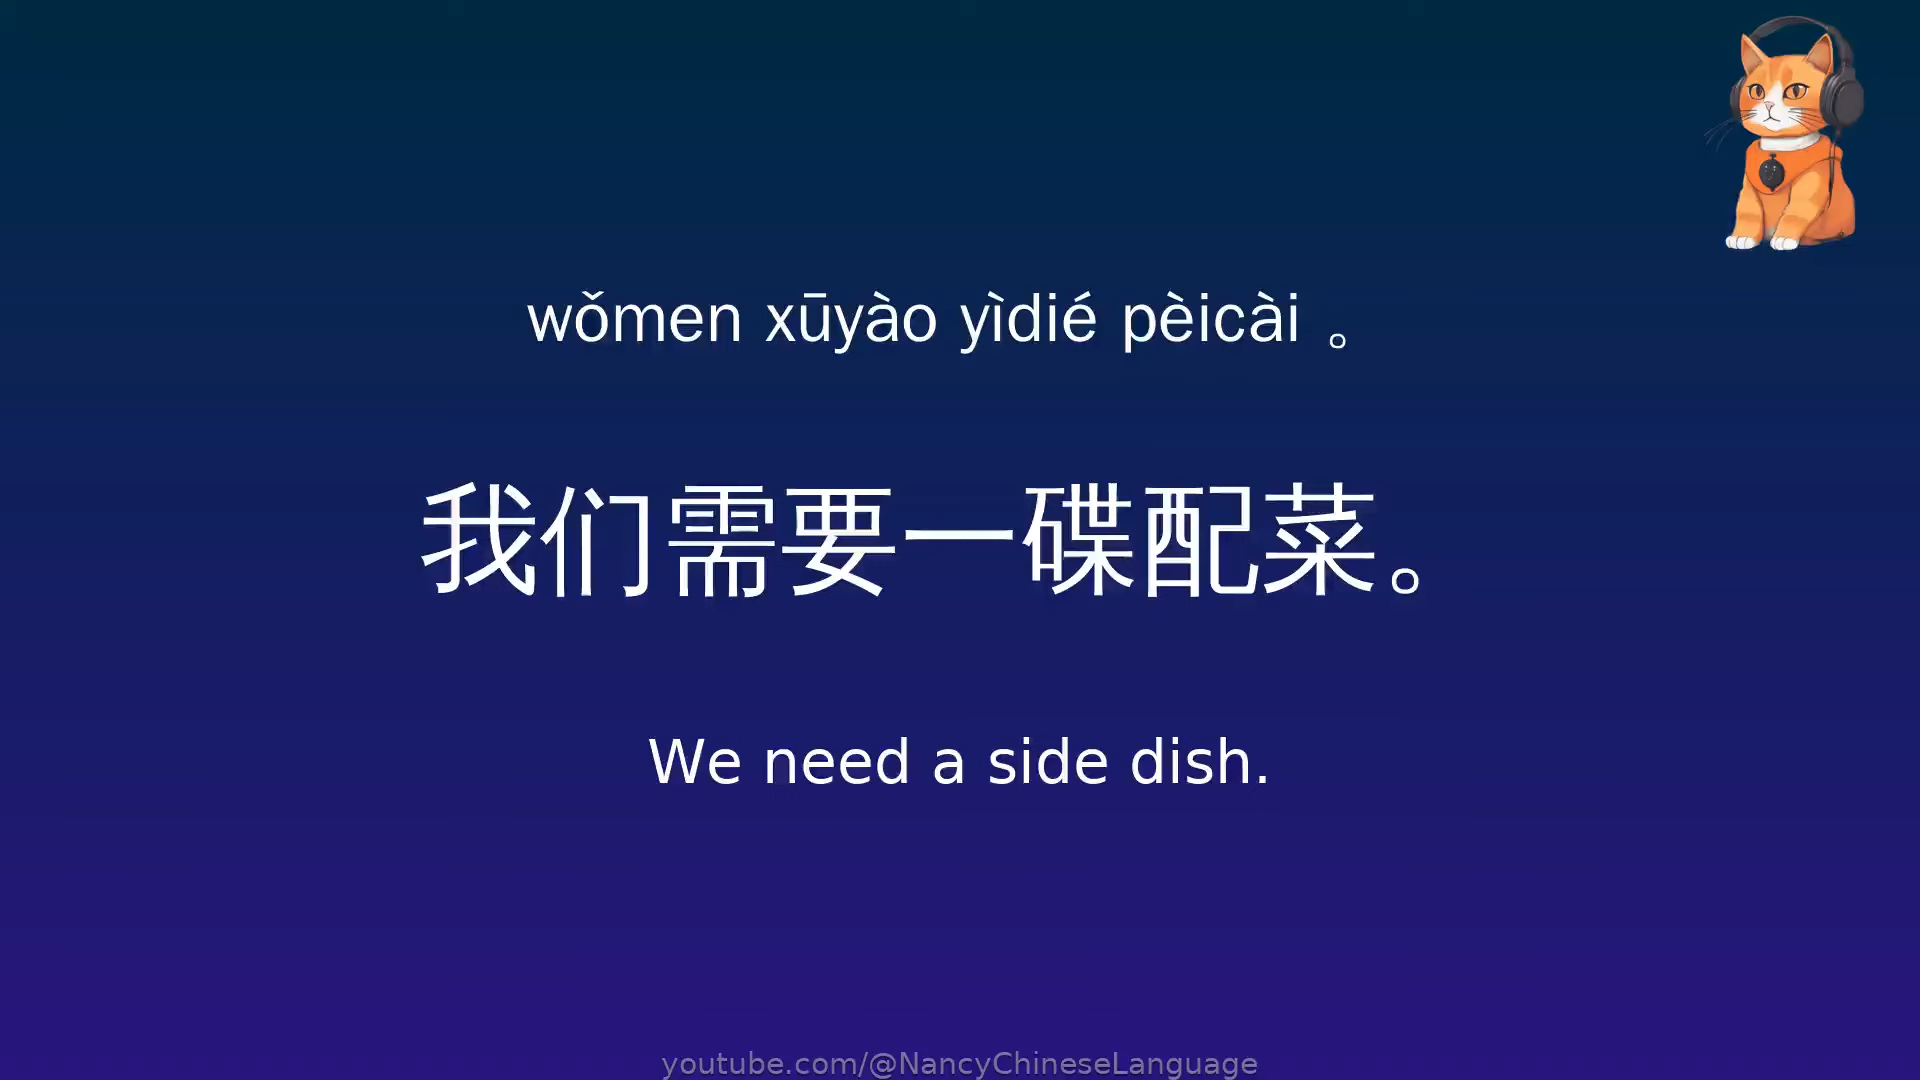 wǒmen xūyào yìdié pèicài 。
我们需要一碟配菜。
We need a side dish.
youtube.com/@NancyChineseLanguage